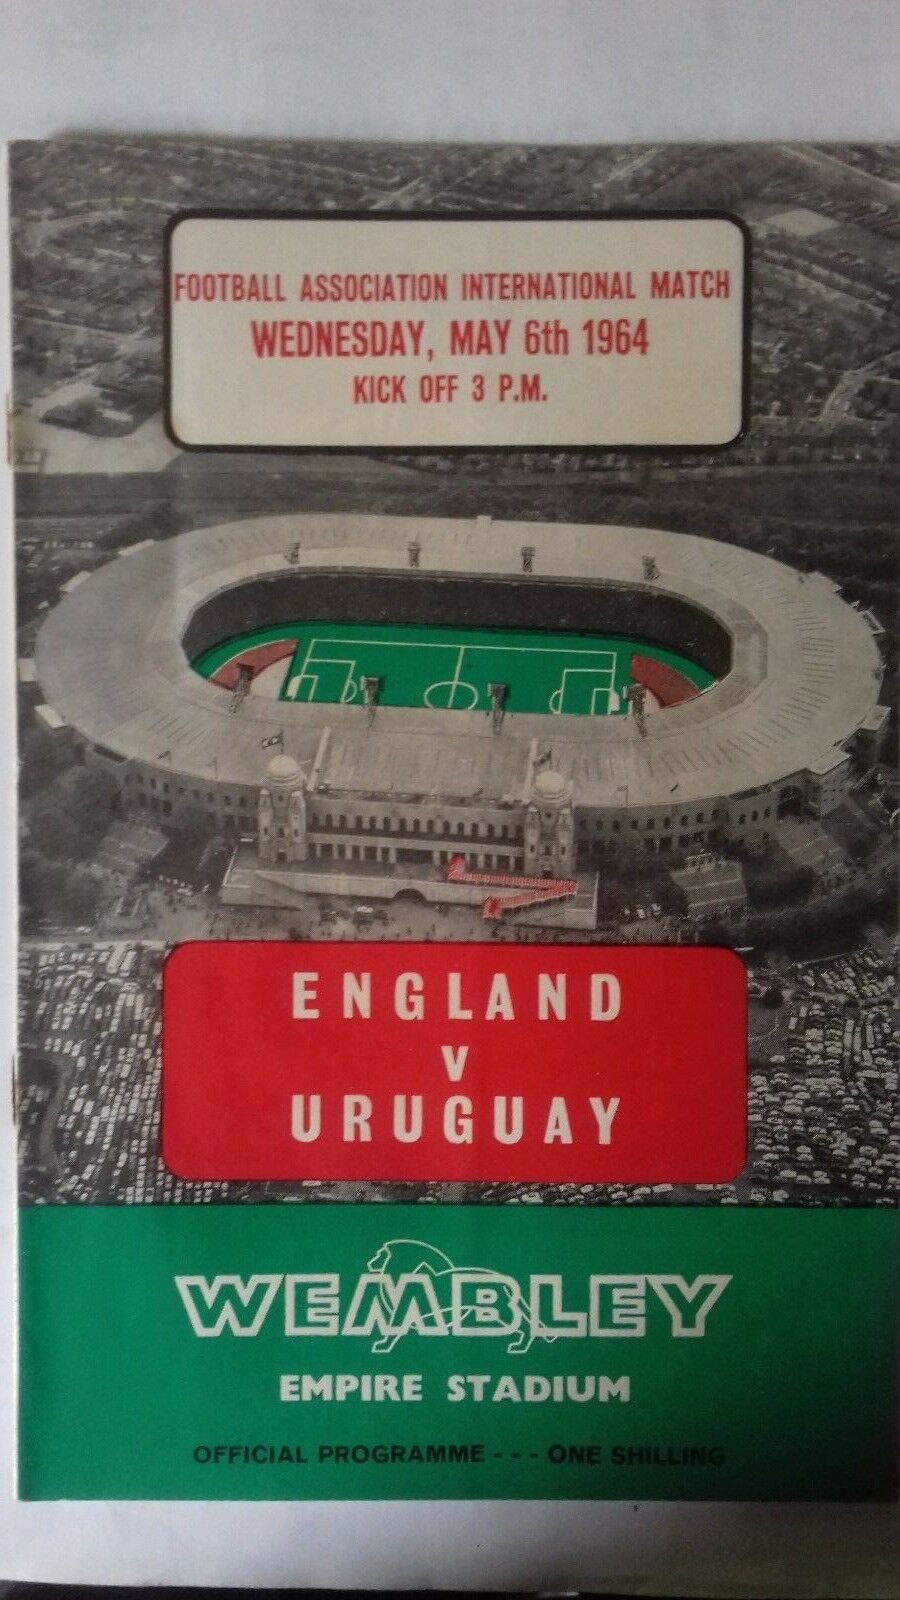 FOOTBALL ASSOCIATION INTERNATIONAL MATCH
WEDNESDAY, MAY 6th 1964
KICK OFF 3 P.M.
ENGLAND
V
URUGUAY
WEMBLEY
EMPIRE STADIUM
OFFICIAL PROGRAMME - - - ONE SHILLING